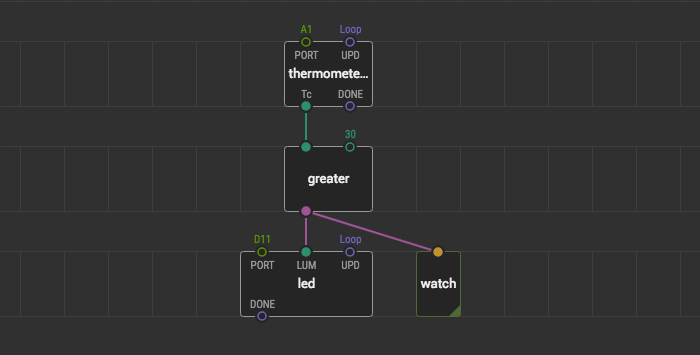 A1 Loop
PORT UPD
thermomete...
Tc DONE
30
greater
D11 Loop
PORT LUM UPD
led watch
DONE